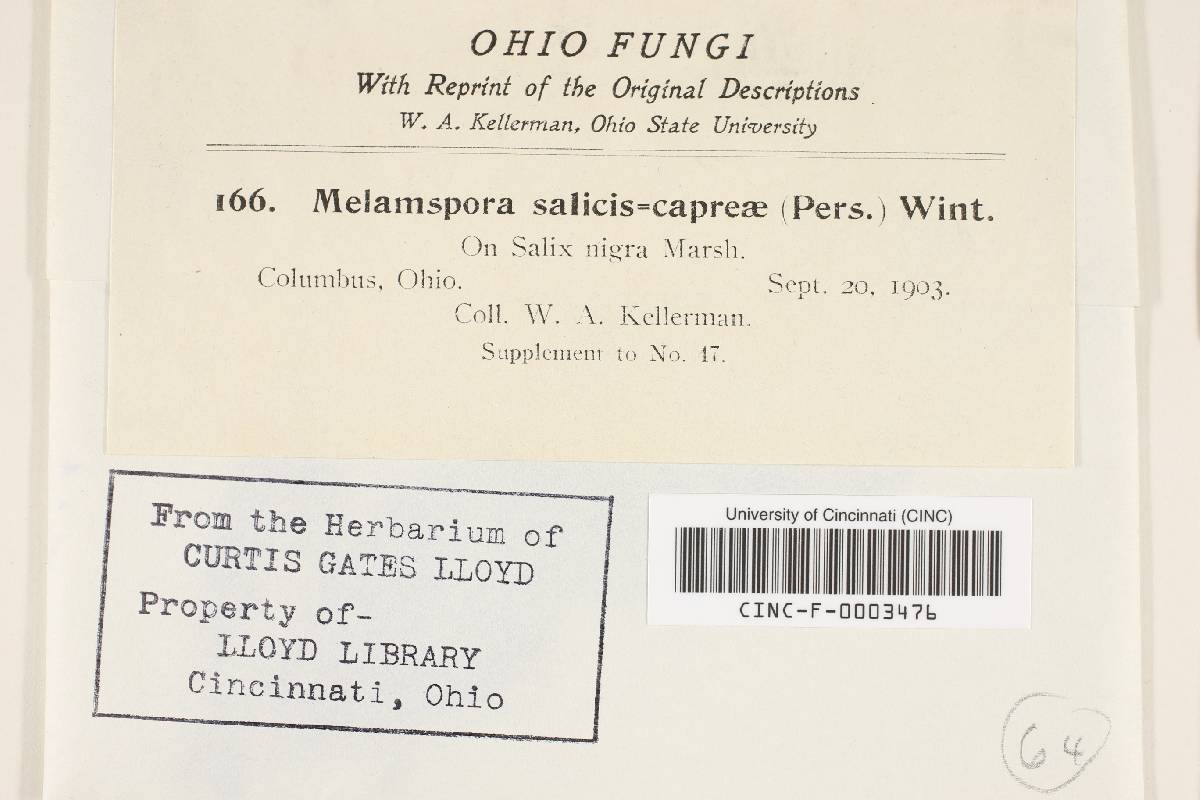 OHIO FUNGI
With Reprint of the Original Descriptions
W. A. Kellerman, Ohio State University
166. Melamspora salicis=capreæ (Pers.) Wint.
On Salix nigra Marsh.
Columbus, Ohio. Sept. 20, 1903.
Coll. W. A. Kellerman.
Supplement to No. 17.
From the Herbarium of
CURTIS GATES LLOYD
Property of-
LLOYD LIBRARY
Cincinnati, Ohio
University of Cincinnati (CINC)
CINC-F-0003476
64